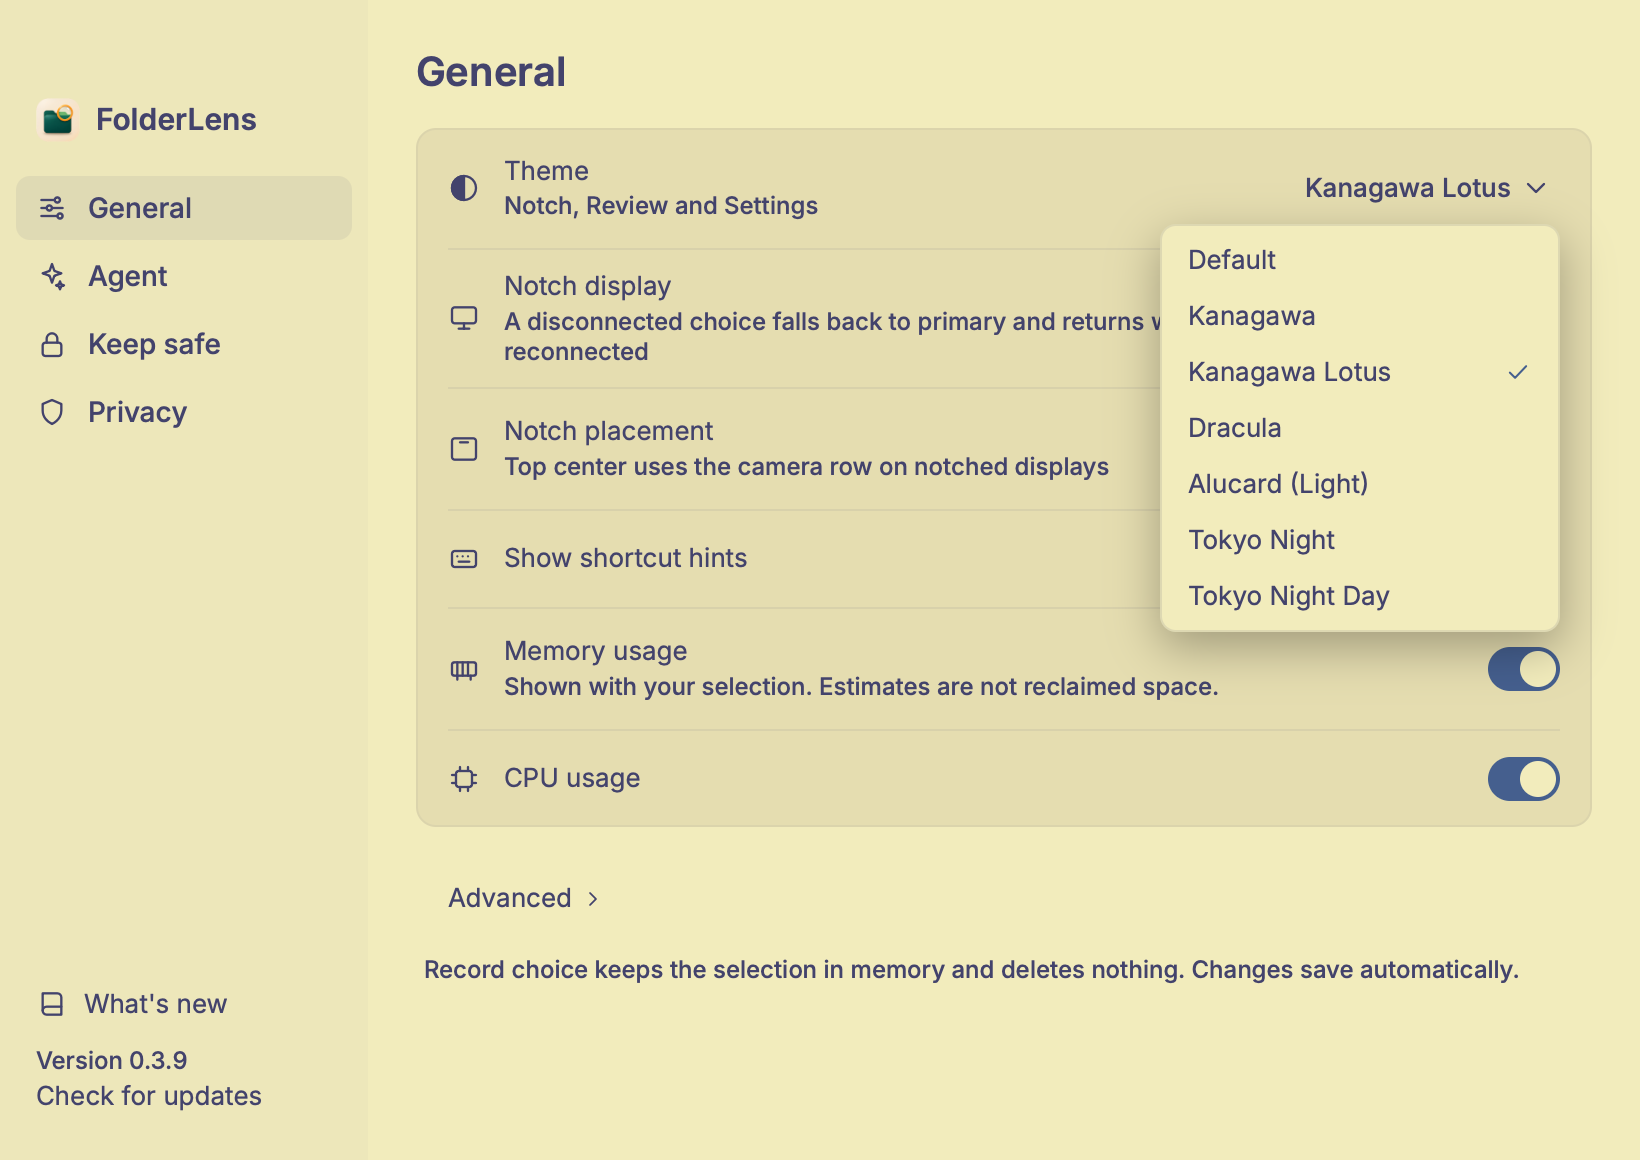 General
FolderLens
General
Agent
Keep safe
Privacy
Theme
Notch, Review and Settings
Kanagawa Lotus
Default
Kanagawa
Kanagawa Lotus
Dracula
Alucard (Light)
Tokyo Night
Tokyo Night Day
Notch display
A disconnected choice falls back to primary and returns
reconnected
Notch placement
Top center uses the camera row on notched displays
Show shortcut hints
Memory usage
Shown with your selection. Estimates are not reclaimed space.
CPU usage
Advanced
Record choice keeps the selection in memory and deletes nothing. Changes save automatically.
What's new
Version 0.3.9
Check for updates